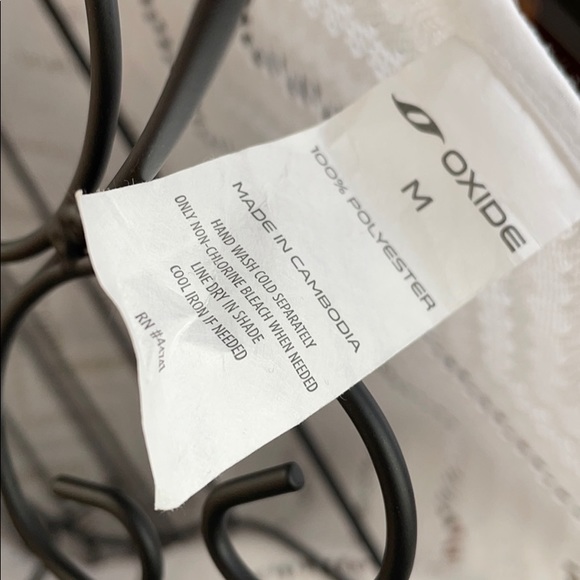 OXIDE
M
100% POLYESTER
MADE IN CAMBODIA
HAND WASH COLD SEPARATELY
ONLY NON-CHLORINE BLEACH WHEN NEEDED
LINE DRY IN SHADE
COOL IRON IF NEEDED
RN